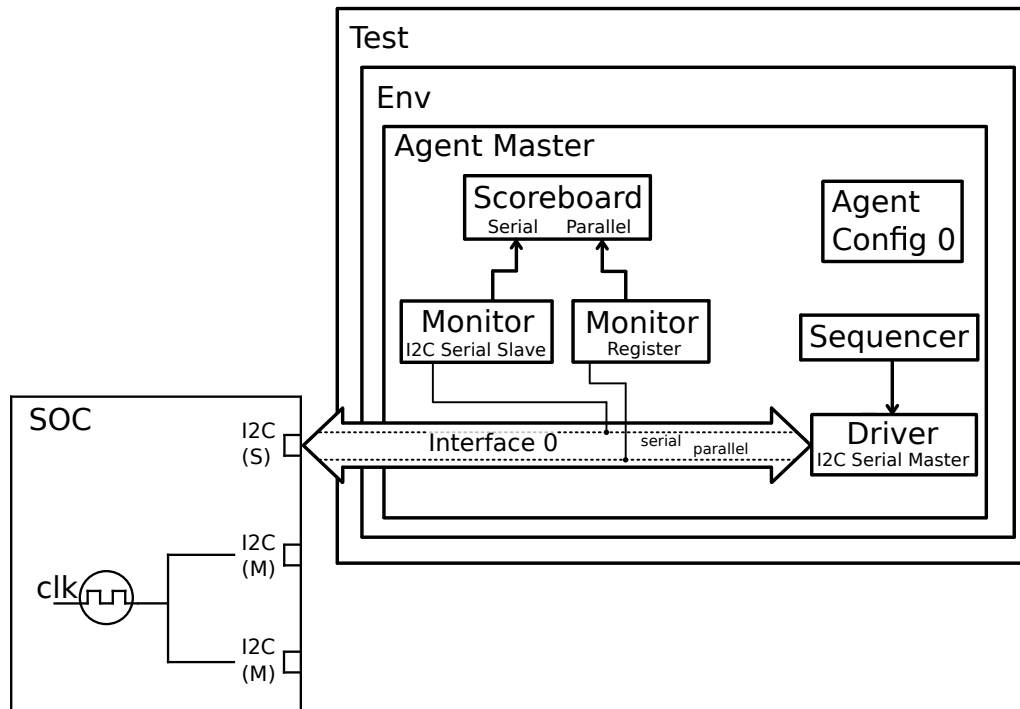 Test
Env
Agent Master
Scoreboard
Serial Parallel
Agent
Config 0
Monitor
I2C Serial Slave
Monitor
Register
Sequencer
SOC
I2C
(S)
Interface 0
serial
parallel
Driver
I2C Serial Master
I2C
(M)
clk
I2C
(M)